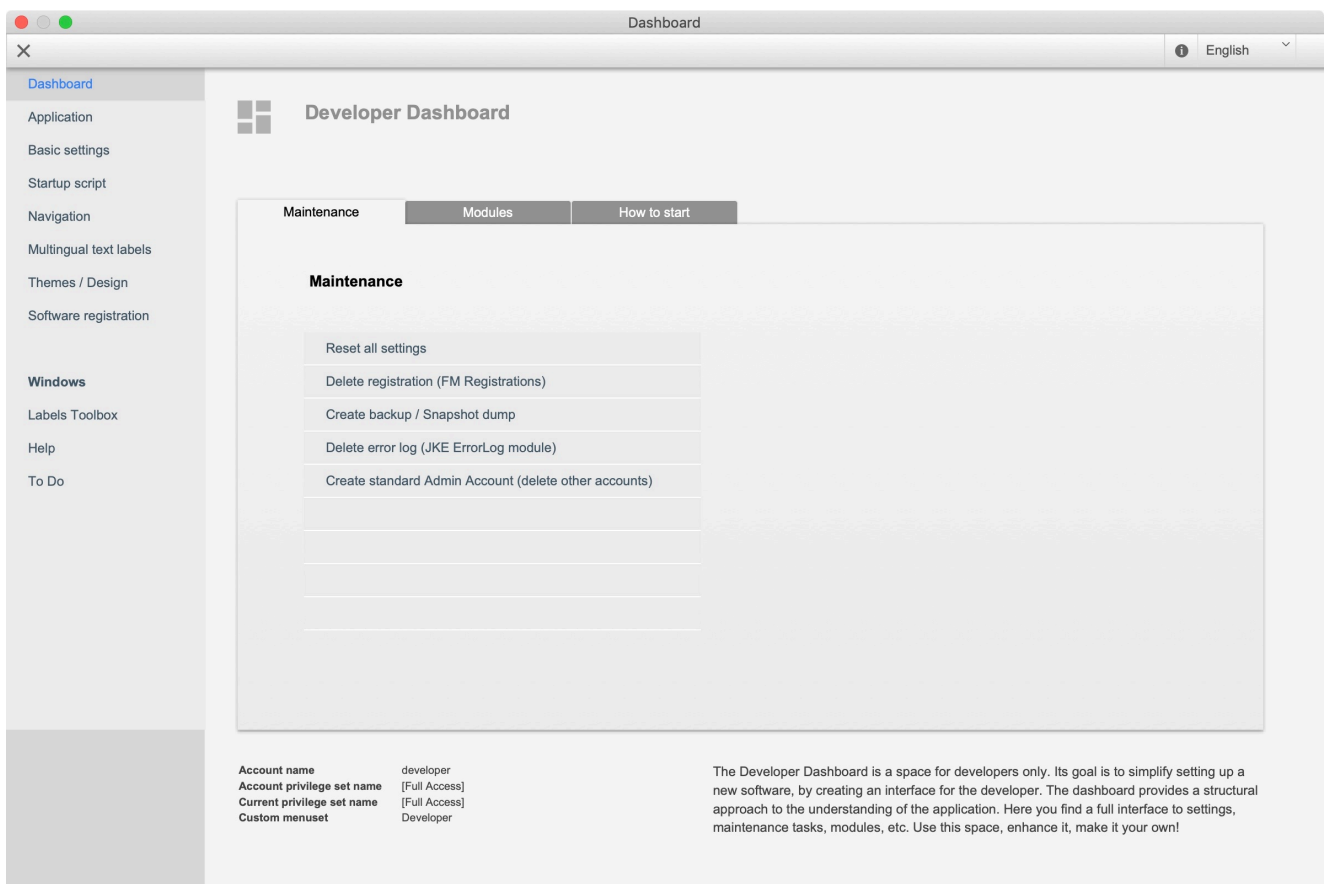 Dashboard
English
Dashboard
Application
Basic settings
Startup script
Navigation
Multingual text labels
Themes / Design
Software registration
Windows
Labels Toolbox
Help
To Do
Developer Dashboard
Maintenance
Modules
How to start
Maintenance
Reset all settings
Delete registration (FM Registrations)
Create backup / Snapshot dump
Delete error log (JKE ErrorLog module)
Create standard Admin Account (delete other accounts)
Account name developer
Account privilege set name [Full Access]
Current privilege set name [Full Access]
Custom menuset Developer
The Developer Dashboard is a space for developers only. Its goal is to simplify setting up a
new software, by creating an interface for the developer. The dashboard provides a structural
approach to the understanding of the application. Here you find a full interface to settings,
maintenance tasks, modules, etc. Use this space, enhance it, make it your own!